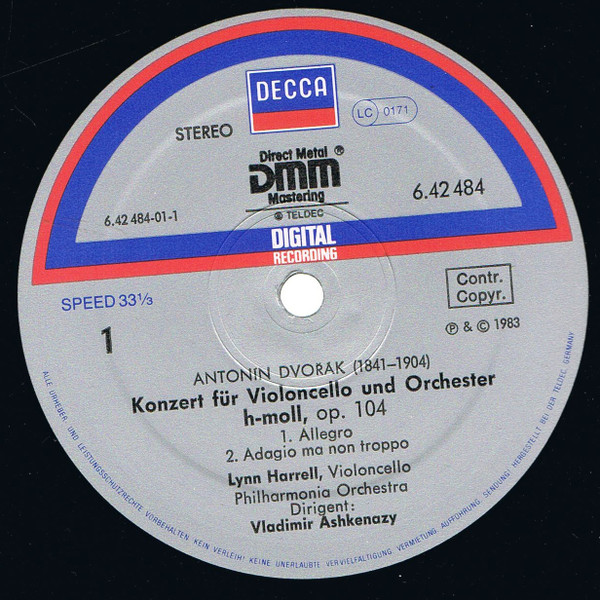 DECCA
LC 0171
STEREO
Direct Metal ®
DMM
Mastering
℗ TELDEC
6.42 484
6.42 484-01-1
DIGITAL
RECORDING
SPEED 33⅓
Contr.
Copyr.
1
℗ & © 1983
ANTONIN DVOŘÁK (1841–1904)
Konzert für Violoncello und Orchester
h-moll, op. 104
1. Allegro
2. Adagio ma non troppo
Lynn Harrell, Violoncello
Philharmonia Orchestra
Dirigent:
Vladimir Ashkenazy
ALLE URHEBER- UND LEISTUNGSSCHUTZRECHTE VORBEHALTEN. KEIN VERLEIH! KEINE UNERLAUBTE VERVIELFÄLTIGUNG, VERMIETUNG, AUFFÜHRUNG, SENDUNG! HERGESTELLT BEI DER TELDEC, GERMANY